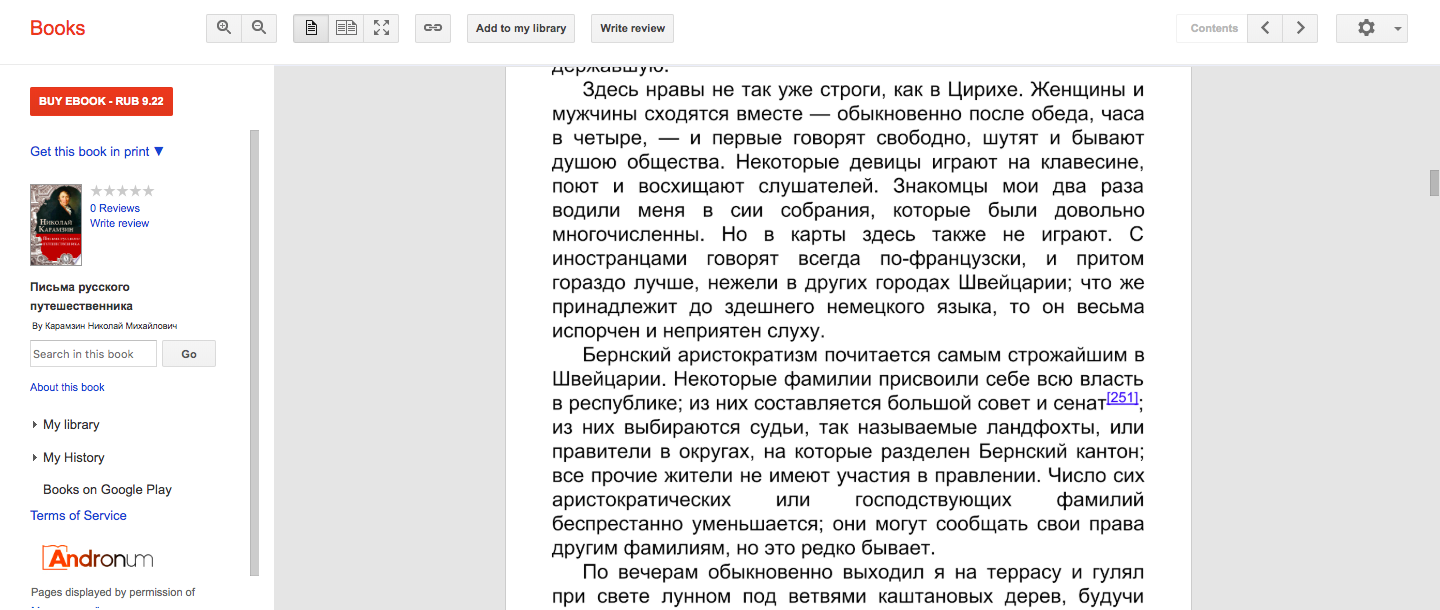 Books
Add to my library
Write review
Contents
BUY EBOOK - RUB 9.22
Get this book in print ▼
НИКОЛАЙ
КАРАМЗИН
0 Reviews
Write review
Письма русского
путешественника
By Карамзин Николай Михайлович
Search in this book
Go
About this book
My library
My History
Books on Google Play
Terms of Service
Andronum
Pages displayed by permission of
державшую.
Здесь нравы не так уже строги, как в Цирихе. Женщины и
мужчины сходятся вместе — обыкновенно после обеда, часа
в четыре, — и первые говорят свободно, шутят и бывают
душою общества. Некоторые девицы играют на клавесине,
поют и восхищают слушателей. Знакомцы мои два раза
водили меня в сии собрания, которые были довольно
многочисленны. Но в карты здесь также не играют. С
иностранцами говорят всегда по-французски, и притом
гораздо лучше, нежели в других городах Швейцарии; что же
принадлежит до здешнего немецкого языка, то он весьма
испорчен и неприятен слуху.
Бернский аристократизм почитается самым строжайшим в
Швейцарии. Некоторые фамилии присвоили себе всю власть
в республике; из них составляется большой совет и сенат[251];
из них выбираются судьи, так называемые ландфохты, или
правители в округах, на которые разделен Бернский кантон;
все прочие жители не имеют участия в правлении. Число сих
аристократических или господствующих фамилий
беспрестанно уменьшается; они могут сообщать свои права
другим фамилиям, но это редко бывает.
По вечерам обыкновенно выходил я на террасу и гулял
при свете лунном под ветвями каштановых дерев, будучи